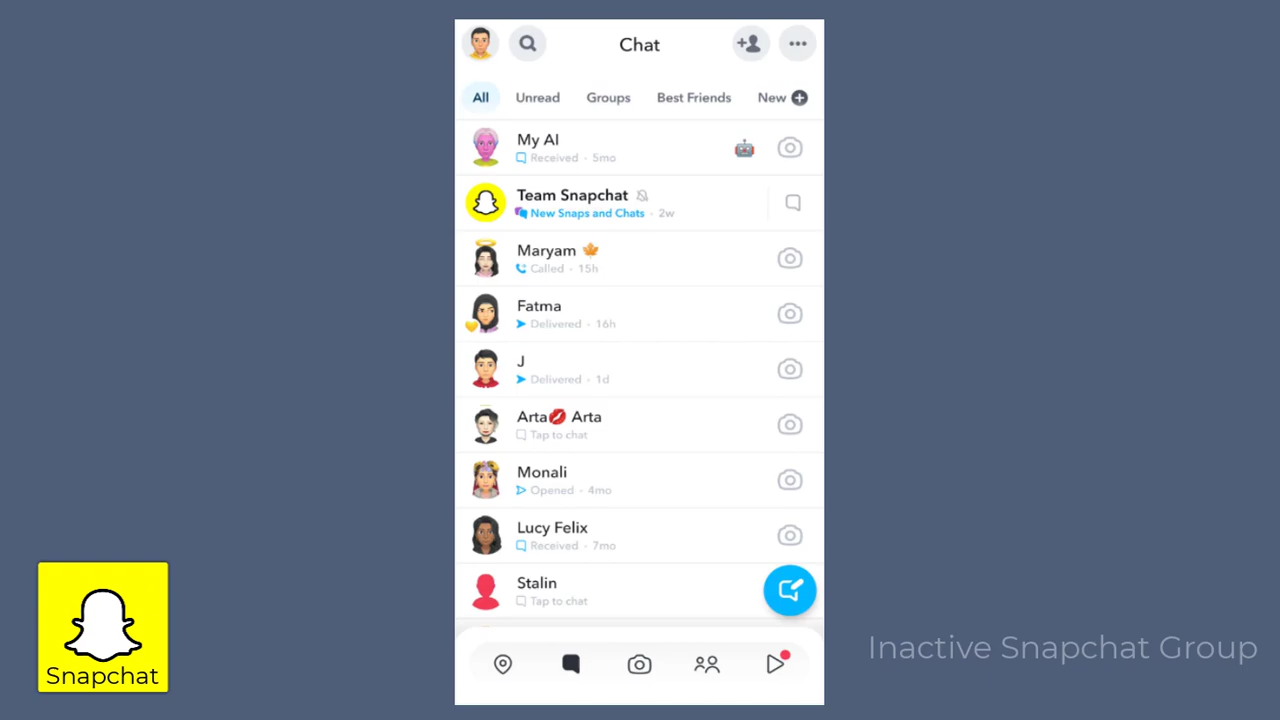 Chat
All Unread Groups Best Friends New
My AI
Received · 5mo
Team Snapchat
New Snaps and Chats · 2w
Maryam 🍁
Called · 15h
Fatma
Delivered · 16h
J
Delivered · 1d
Arta💋 Arta
Tap to chat
Monali
Opened · 4mo
Lucy Felix
Received · 7mo
Stalin
Tap to chat
Snapchat
Inactive Snapchat Group